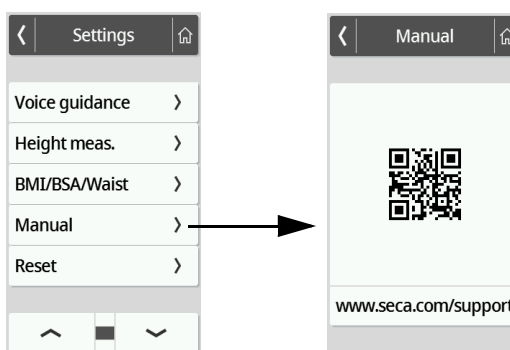 Settings
Voice guidance
Height meas.
BMI/BSA/Waist
Manual
Reset
Manual
www.seca.com/support